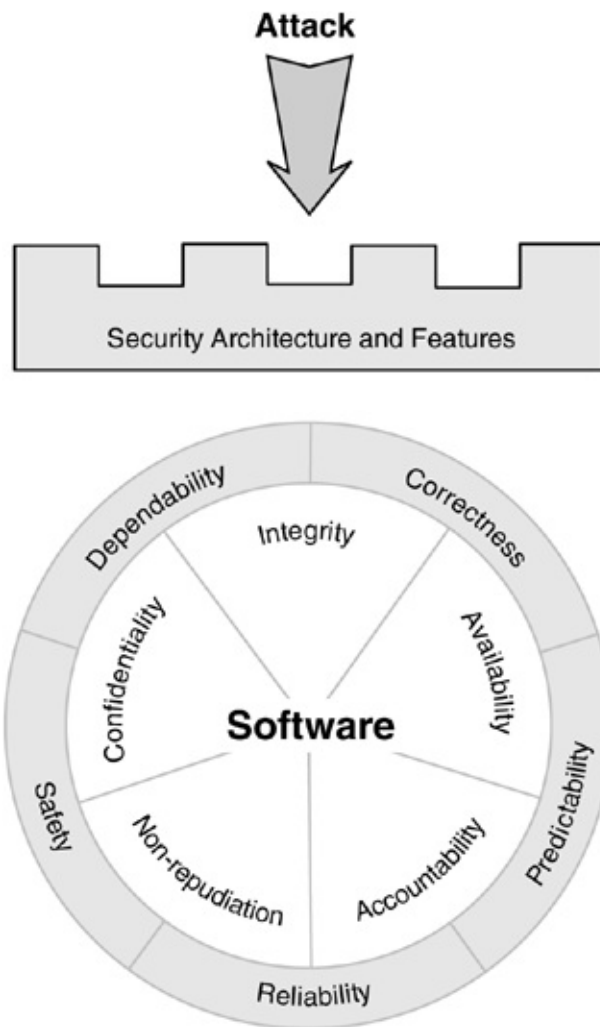 Attack
Security Architecture and Features
Dependability
Correctness
Integrity
Confidentiality
Availability
Software
Safety
Predictability
Non-repudiation
Accountability
Reliability